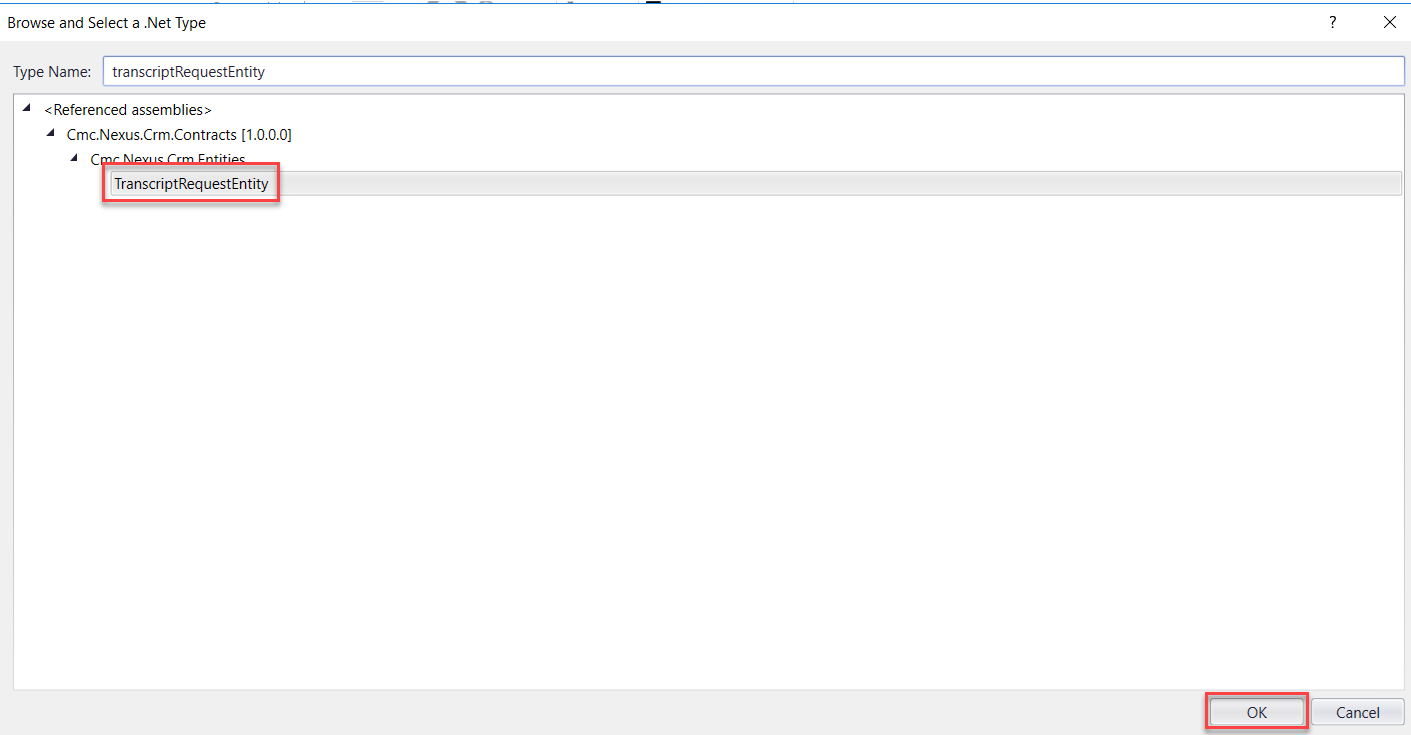 Browse and Select a .Net Type ?
Type Name: transcriptRequestEntity
<Referenced assemblies>
Cmc.Nexus.Crm.Contracts [1.0.0.0]
Cmc.Nexus.Crm.Entities
TranscriptRequestEntity
OK Cancel